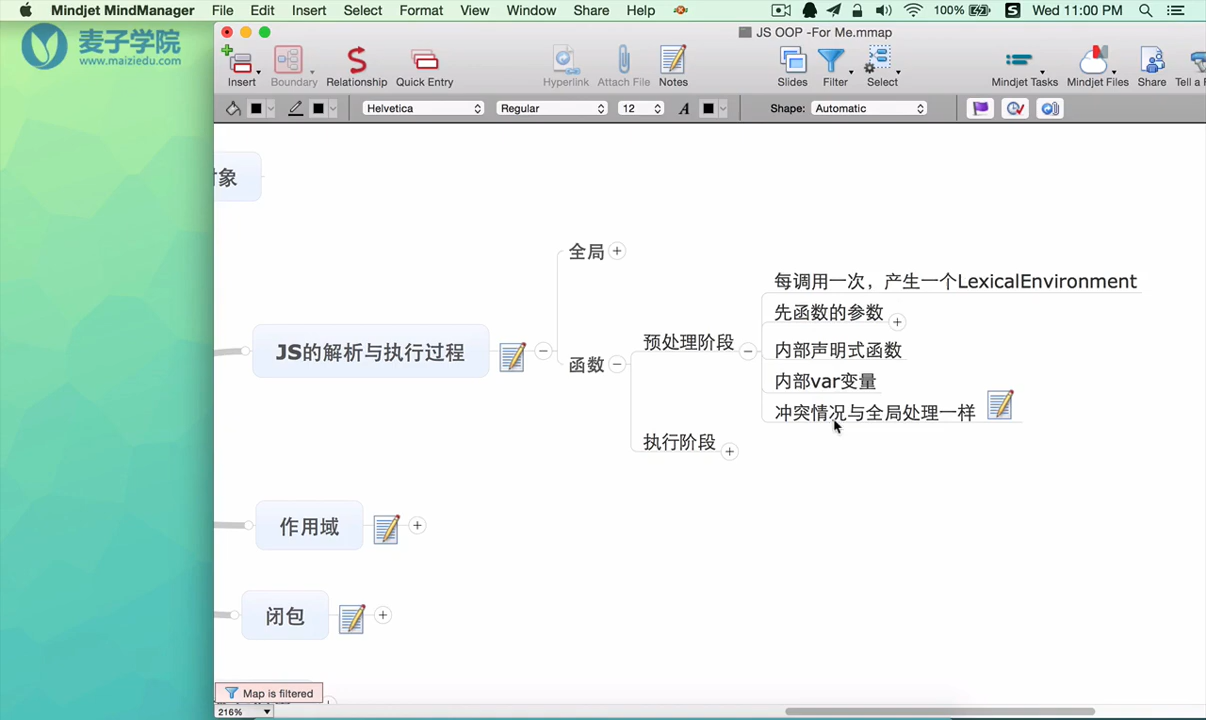 Mindjet MindManager File Edit Insert Select Format View Tools Window Share Help 100% S Wed 11:00 PM
麦子学院
www.maiziedu.com
JS OOP -For Me.mmap
Insert Boundary Relationship Quick Entry Hyperlink Attach File Notes Slides Filter Select Mindjet Tasks Mindjet Files Share Tell a
Helvetica Regular 12 A Shape: Automatic
对象
全局
每调用一次，产生一个LexicalEnvironment
先函数的参数
预处理阶段
内部声明式函数
JS的解析与执行过程
函数
内部var变量
冲突情况与全局处理一样
执行阶段
作用域
闭包
Map is filtered
216%